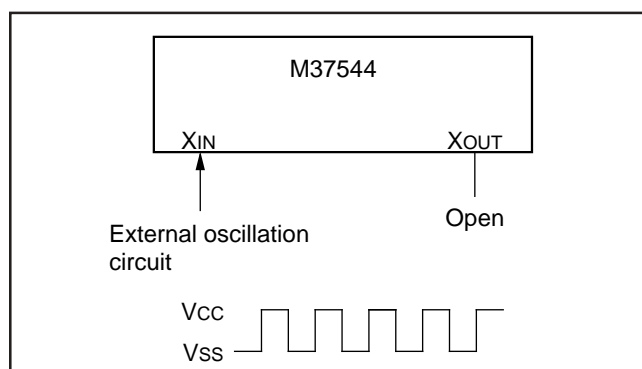 M37544
XIN XOUT
External oscillation
circuit
Open
VCC
VSS